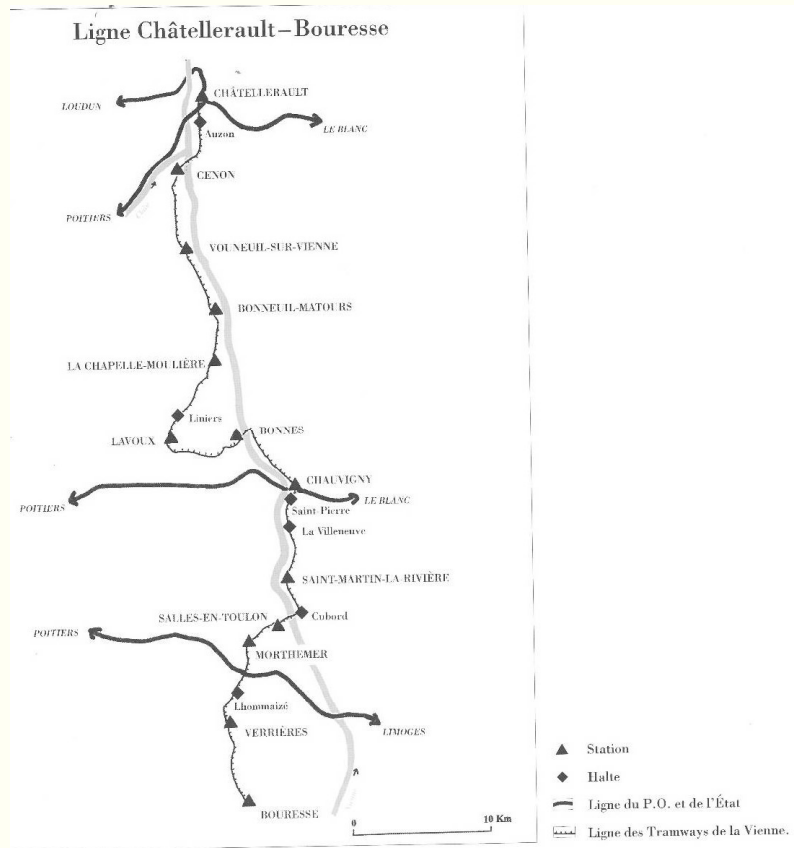 Ligne Châtellerault–Bouresse
CHÂTELLERAULT
LOUDUN
Auzon
LE BLANC
CENON
POITIERS
VOUNEUIL-SUR-VIENNE
BONNEUIL-MATOURS
LA CHAPELLE-MOULIÈRE
Liniers
BONNES
LAVOUX
CHAUVIGNY
POITIERS
LE BLANC
Saint-Pierre
La Villeneuve
SAINT-MARTIN-LA-RIVIÈRE
SALLES-EN-TOULON
Cubord
POITIERS
MORTHEMER
Lhommaizé
VERRIÈRES
LIMOGES
BOURESSE
0
10 Km
Station
Halte
Ligne du P.O. et de l'État
Ligne des Tramways de la Vienne.